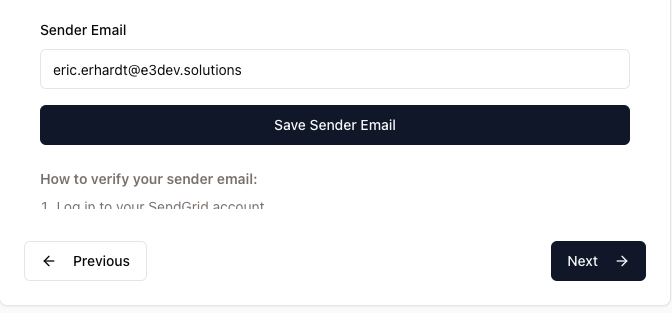 Sender Email
eric.erhardt@e3dev.solutions
Save Sender Email
How to verify your sender email:
1. Log in to your SendGrid account
Previous
Next